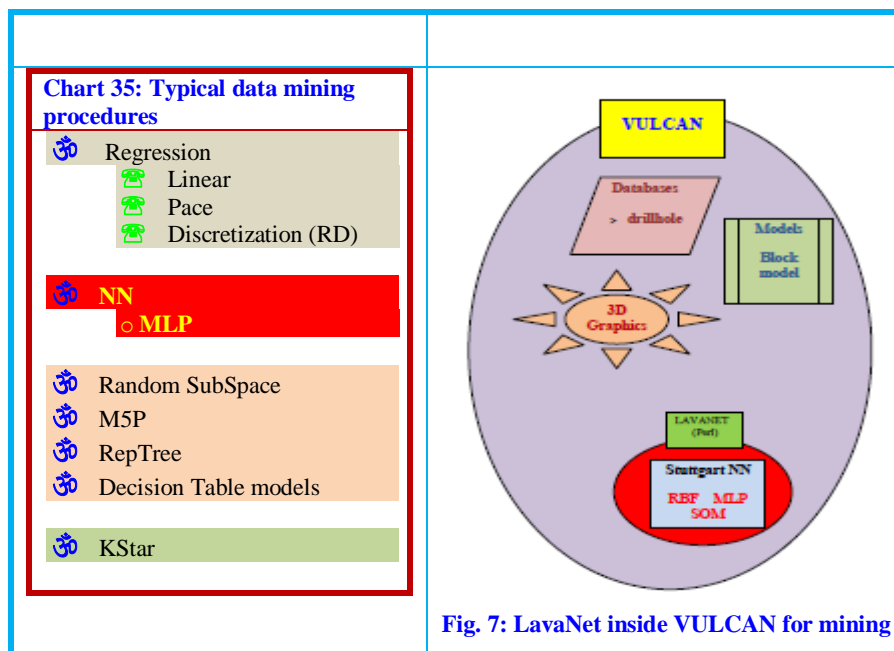 Chart 35: Typical data mining
procedures
ॐ Regression
☎ Linear
☎ Pace
☎ Discretization (RD)
ॐ NN
○ MLP
ॐ Random SubSpace
ॐ M5P
ॐ RepTree
ॐ Decision Table models
ॐ KStar
VULCAN
Databases
> drillhole
Models
Block
model
3D
Graphics
LAVANET
(Perl)
Stuttgart NN
RBF MLP
SOM
Fig. 7: LavaNet inside VULCAN for mining